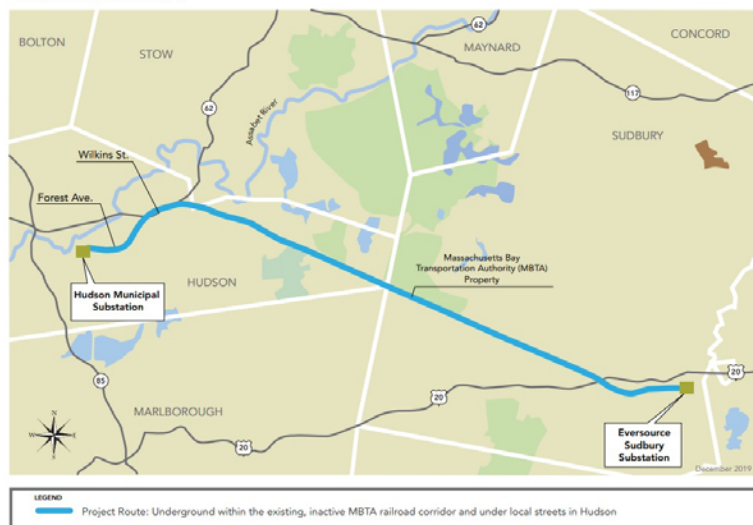 BOLTON
STOW
62
MAYNARD
CONCORD
62
117
Assabet River
SUDBURY
Wilkins St.
Forest Ave.
Massachusetts Bay
Transportation Authority (MBTA)
Property
HUDSON
Hudson Municipal
Substation
85
20
20
20
MARLBOROUGH
Eversource
Sudbury
Substation
N
W
E
S
December 2019
LEGEND
Project Route: Underground within the existing, inactive MBTA railroad corridor and under local streets in Hudson